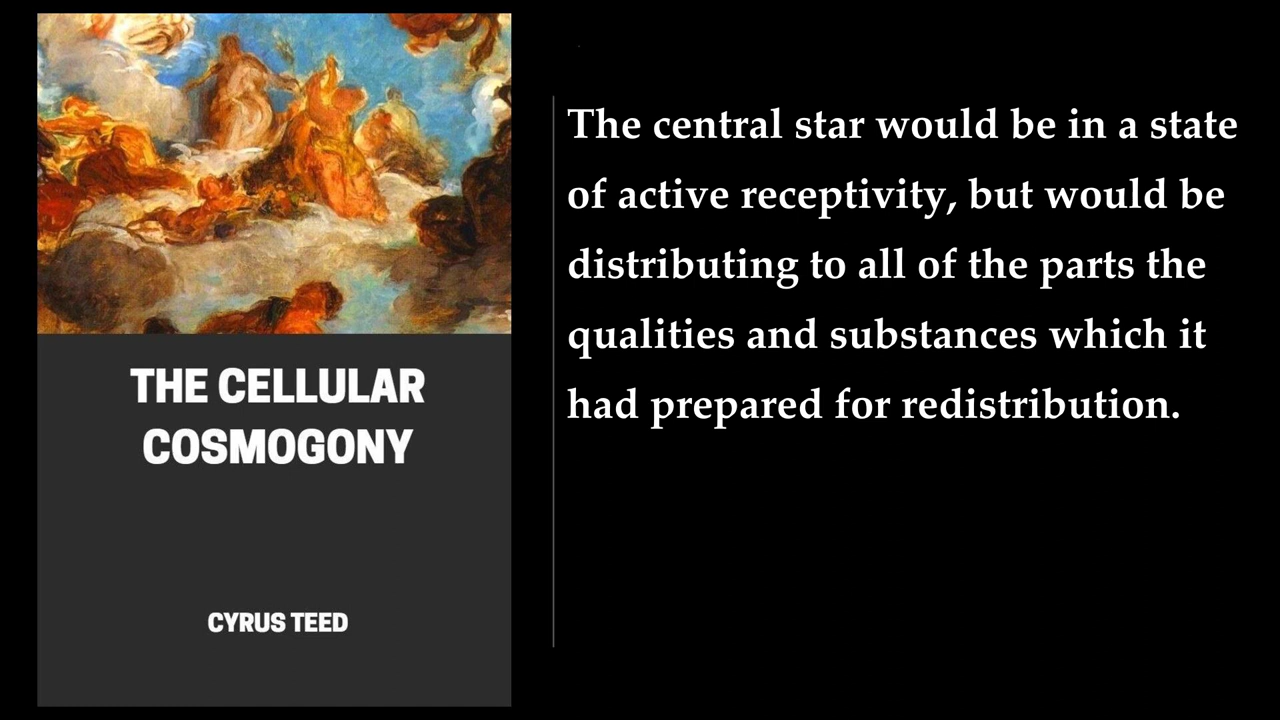 THE CELLULAR
COSMOGONY
CYRUS TEED
The central star would be in a state
of active receptivity, but would be
distributing to all of the parts the
qualities and substances which it
had prepared for redistribution.